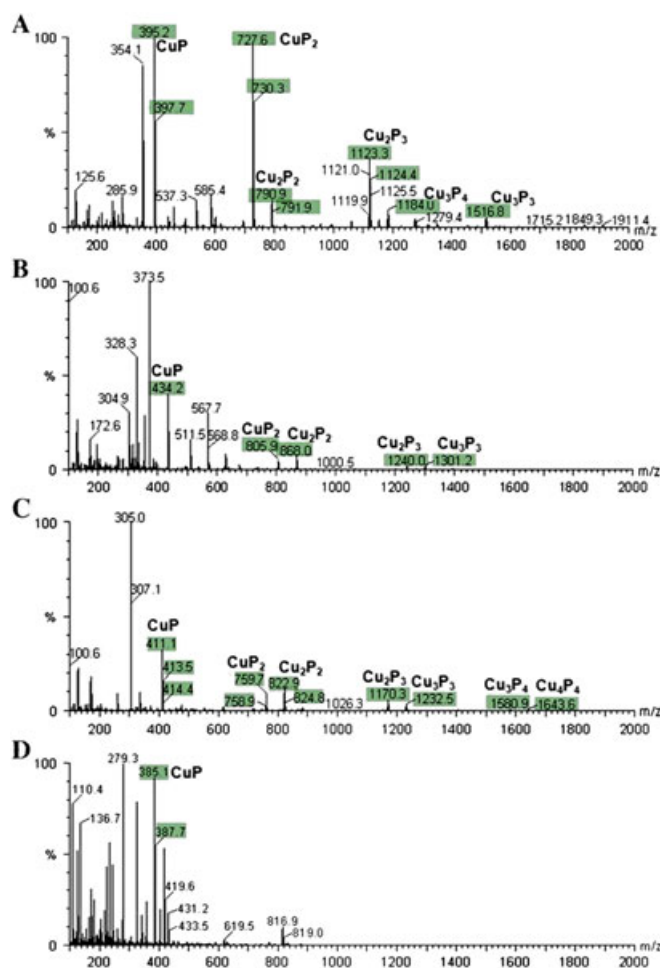 A
100
%
0
395.2
CuP
354.1
397.7
727.6
CuP2
730.3
125.6
285.9
537.3
585.4
Cu2P2
790.9
791.9
Cu2P3
1123.3
1121.0
1124.4
1125.5
1119.9
Cu3P4
1184.0
1279.4
Cu3P3
1516.8
1715.2
1849.3
1911.4
200 400 600 800 1000 1200 1400 1600 1800 2000 m/z
B
100
%
0
100.6
373.5
328.3
CuP
434.2
304.9
172.6
511.5
567.7
568.8
CuP2
805.9
Cu2P2
868.0
1000.5
Cu2P3
1240.0
Cu3P3
1301.2
200 400 600 800 1000 1200 1400 1600 1800 2000 m/z
C
100
%
0
305.0
307.1
100.6
CuP
411.1
413.5
414.4
CuP2
759.7
758.9
Cu2P2
822.9
824.8
1026.3
Cu2P3
1170.3
Cu3P3
1232.5
Cu3P4
1580.9
Cu4P4
1643.6
200 400 600 800 1000 1200 1400 1600 1800 2000 m/z
D
100
%
0
279.3
385.1
CuP
110.4
136.7
387.7
419.6
431.2
433.5
619.5
816.9
819.0
200 400 600 800 1000 1200 1400 1600 1800 2000 m/z